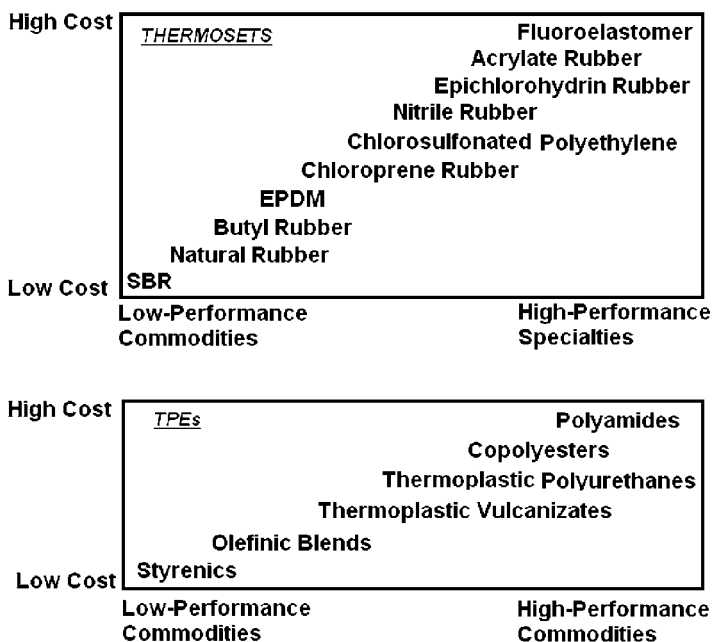 High Cost
THERMOSETS
Fluoroelastomer
Acrylate Rubber
Epichlorohydrin Rubber
Nitrile Rubber
Chlorosulfonated Polyethylene
Chloroprene Rubber
EPDM
Butyl Rubber
Natural Rubber
SBR
Low Cost
Low-Performance
Commodities
High-Performance
Specialties
High Cost
TPEs
Polyamides
Copolyesters
Thermoplastic Polyurethanes
Thermoplastic Vulcanizates
Olefinic Blends
Styrenics
Low Cost
Low-Performance
Commodities
High-Performance
Commodities